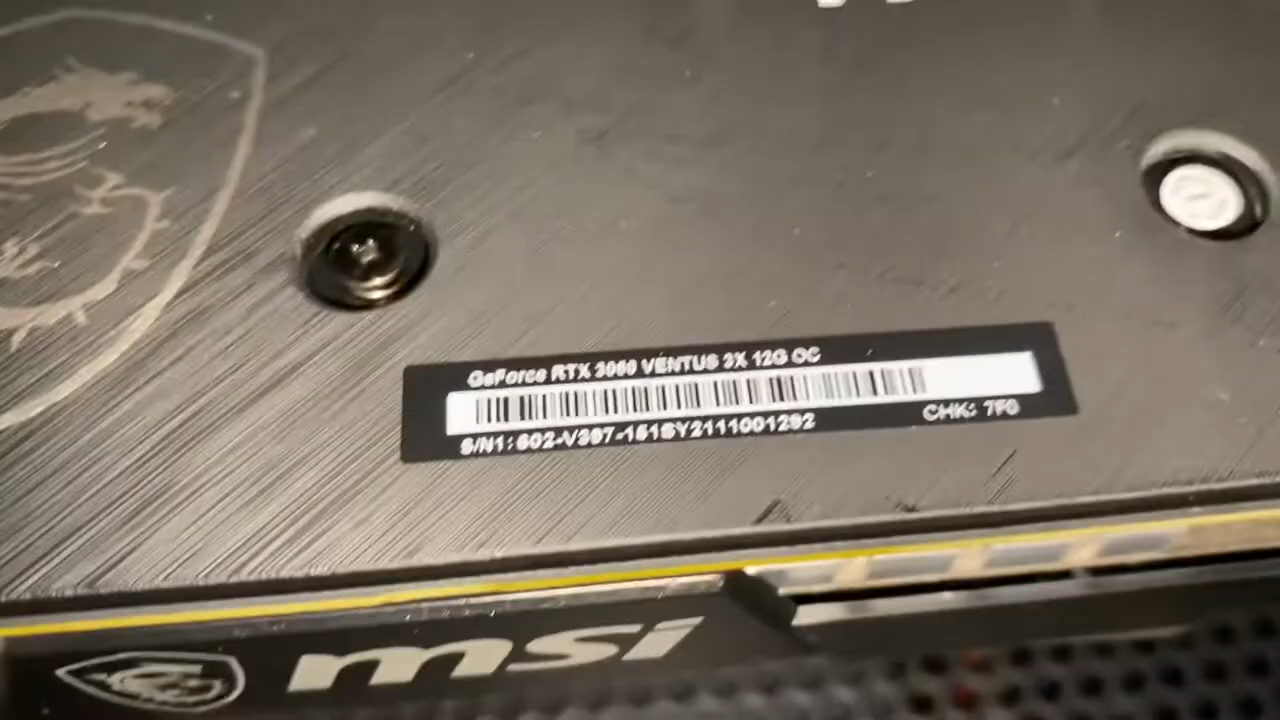 GeForce RTX 3060 VENTUS 3X 12G OC
S/N1: 602-V397-151SY2111001292
CHK: 7F0
msi